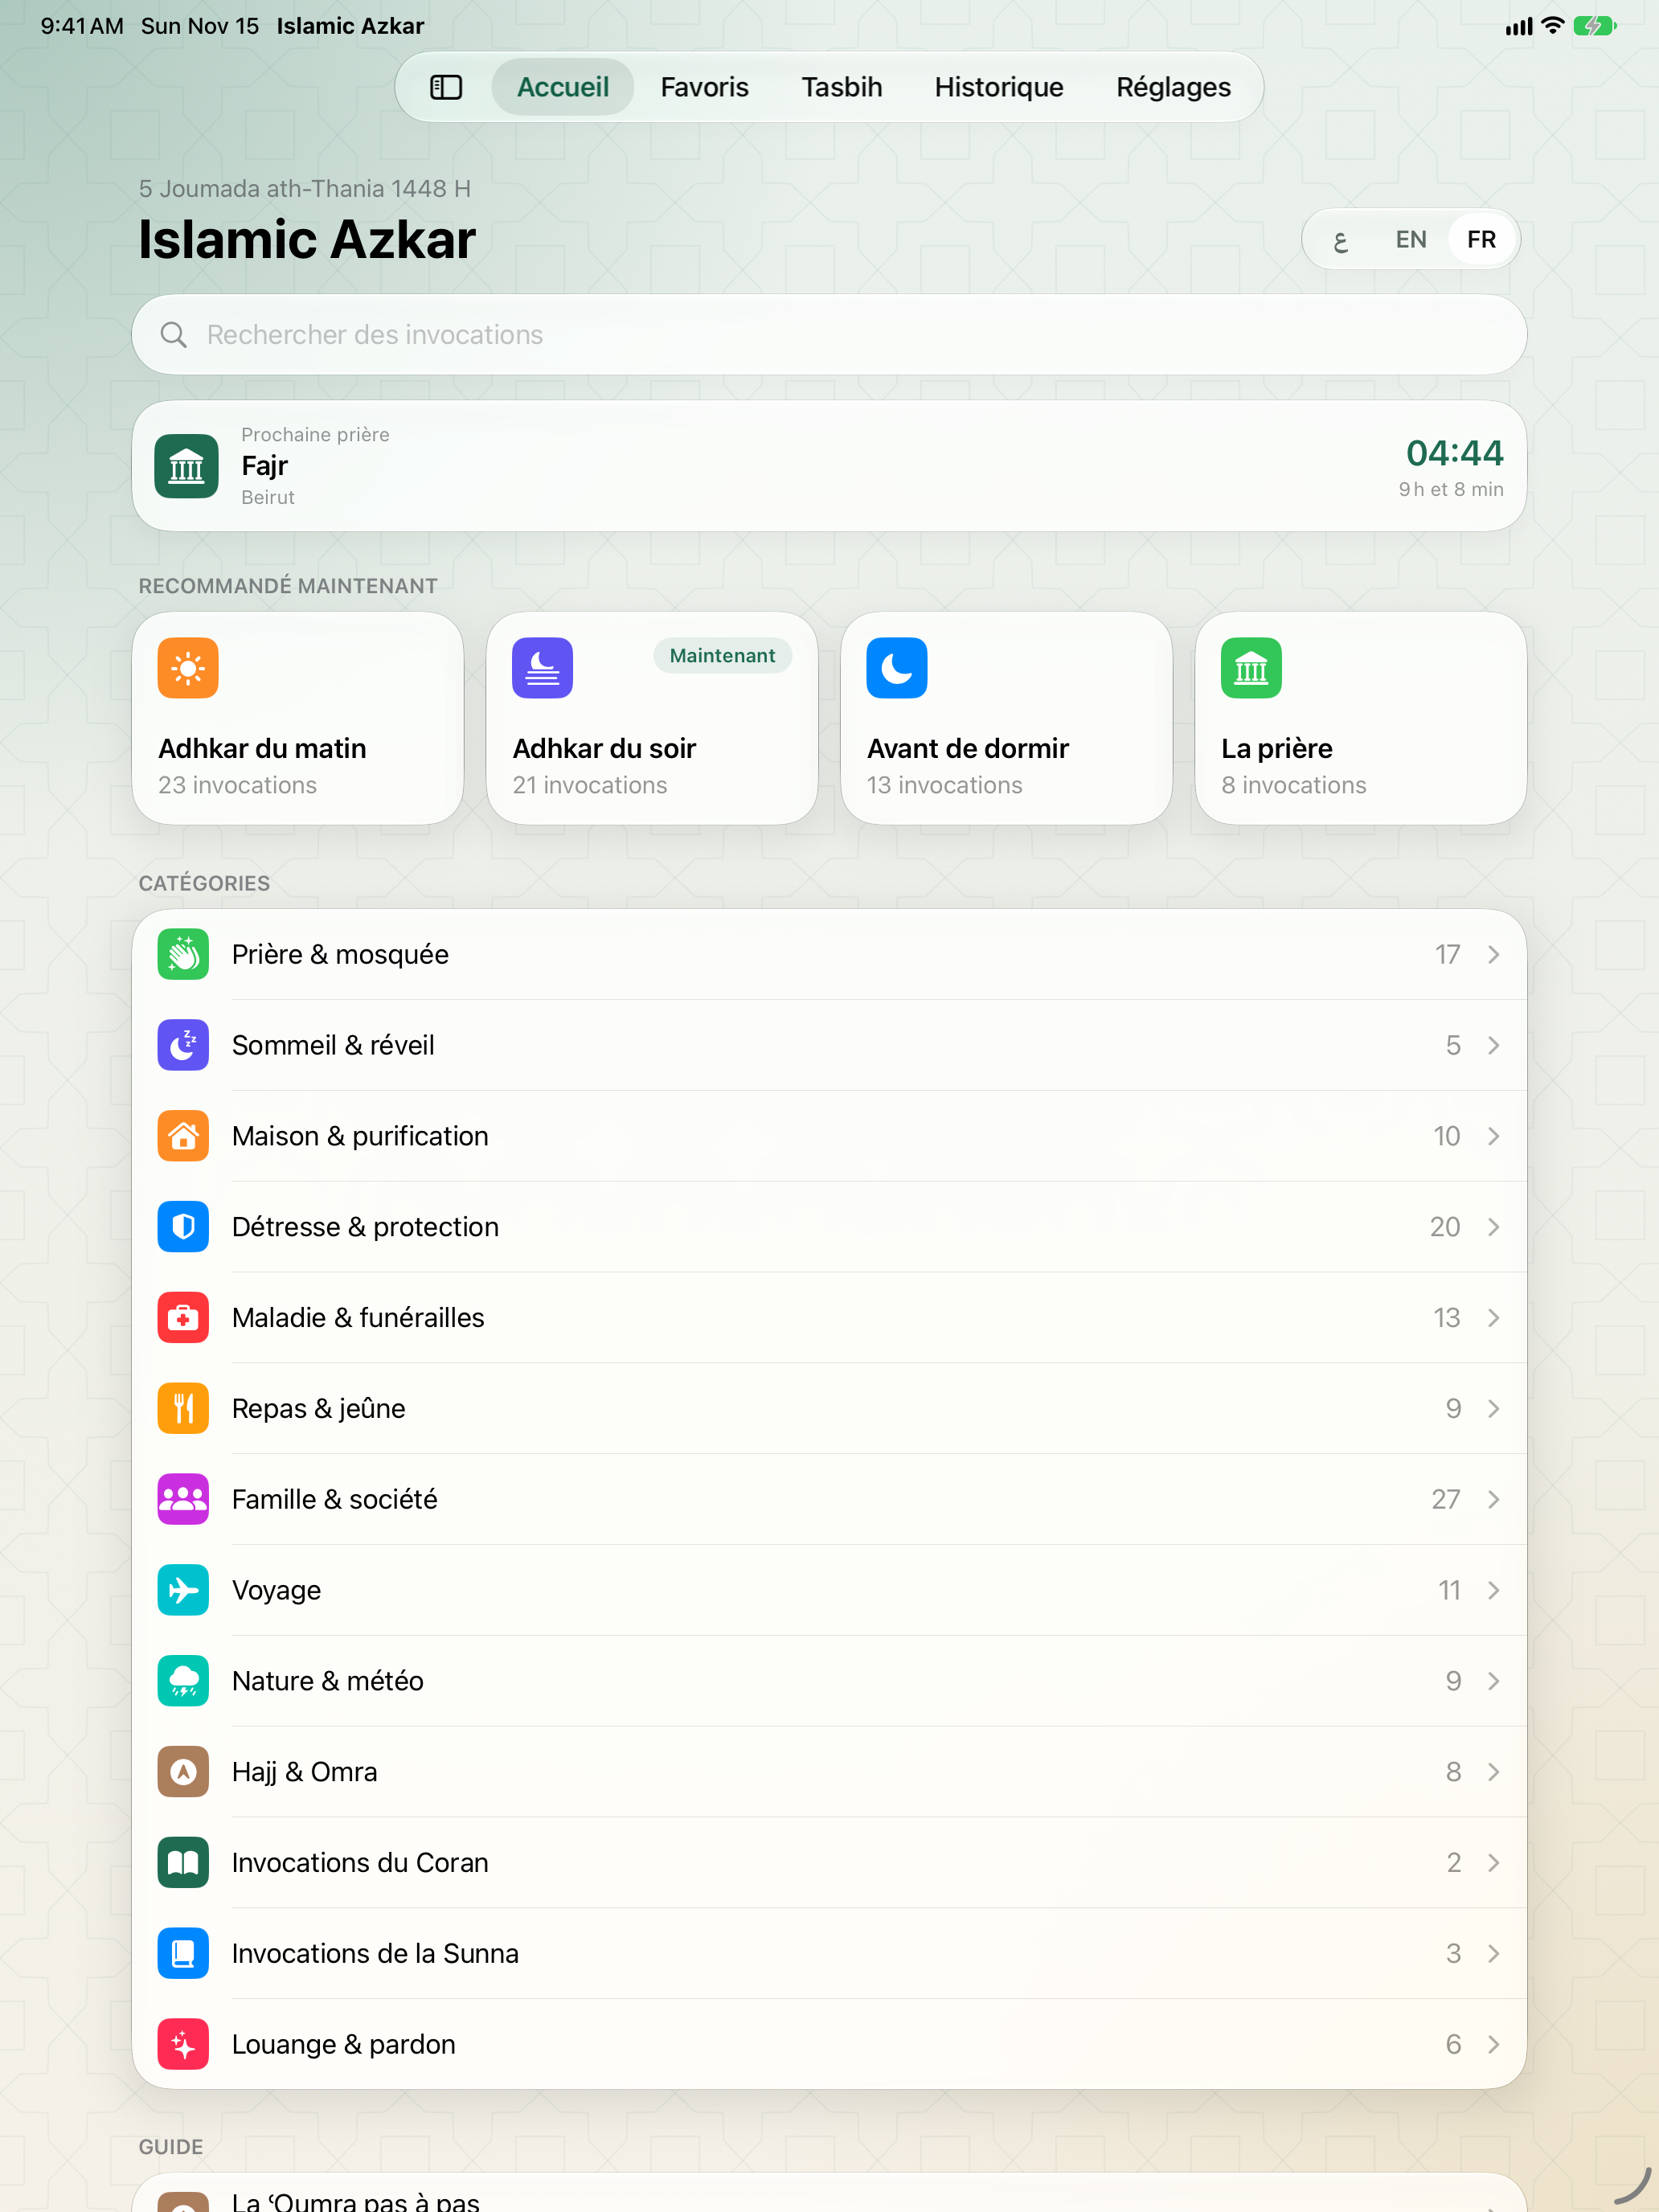 9:41 AM Sun Nov 15 Islamic Azkar
Accueil Favoris Tasbih Historique Réglages
5 Joumada ath-Thania 1448 H
Islamic Azkar
ع EN FR
Rechercher des invocations
Prochaine prière
Fajr
Beirut
04:44
9 h et 8 min
RECOMMANDÉ MAINTENANT
Adhkar du matin
23 invocations
Maintenant
Adhkar du soir
21 invocations
Avant de dormir
13 invocations
La prière
8 invocations
CATÉGORIES
Prière & mosquée 17
Sommeil & réveil 5
Maison & purification 10
Détresse & protection 20
Maladie & funérailles 13
Repas & jeûne 9
Famille & société 27
Voyage 11
Nature & météo 9
Hajj & Omra 8
Invocations du Coran 2
Invocations de la Sunna 3
Louange & pardon 6
GUIDE
La ʿOumra pas à pas